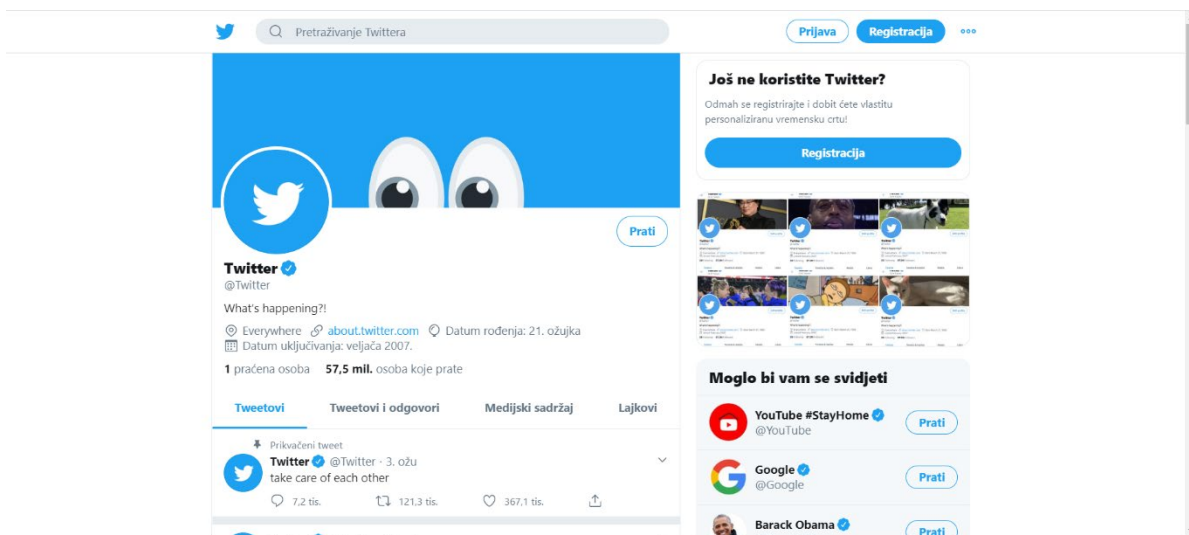 Pretraživanje Twittera
Prijava
Registracija
Još ne koristite Twitter?
Odmah se registrirajte i dobit ćete vlastitu
personaliziranu vremensku crtu!
Registracija
Prati
Twitter
@Twitter
What's happening?!
Everywhere about.twitter.com Datum rođenja: 21. ožujka
Datum uključivanja: veljača 2007.
1 praćena osoba 57,5 mil. osoba koje prate
Tweetovi Tweetovi i odgovori Medijski sadržaj Lajkovi
Prikvačeni tweet
Twitter @Twitter · 3. ožu
take care of each other
7,2 tis. 121,3 tis. 367,1 tis.
Moglo bi vam se svidjeti
YouTube #StayHome
@YouTube
Prati
Google
@Google
Prati
Barack Obama
Prati